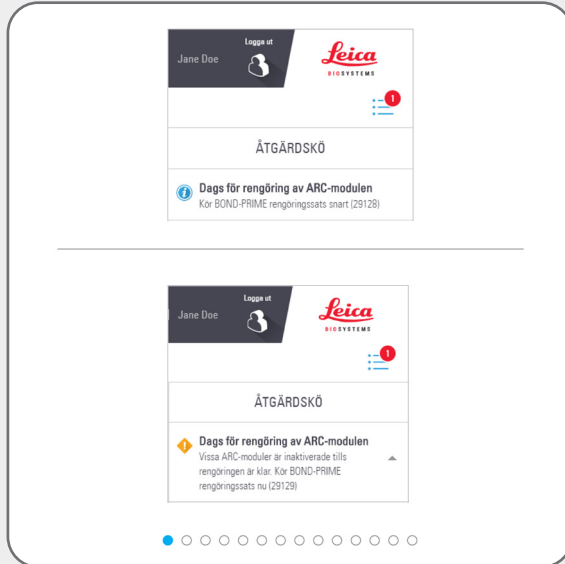 Logga ut
Jane Doe
Leica
BIOSYSTEMS
1
ÅTGÄRDSKÖ
Dags för rengöring av ARC-modulen
Kör BOND-PRIME rengöringssats snart (29128)
Logga ut
Jane Doe
Leica
BIOSYSTEMS
1
ÅTGÄRDSKÖ
Dags för rengöring av ARC-modulen
Vissa ARC-moduler är inaktiverade tills
rengöringen är klar. Kör BOND-PRIME
rengöringssats nu (29129)